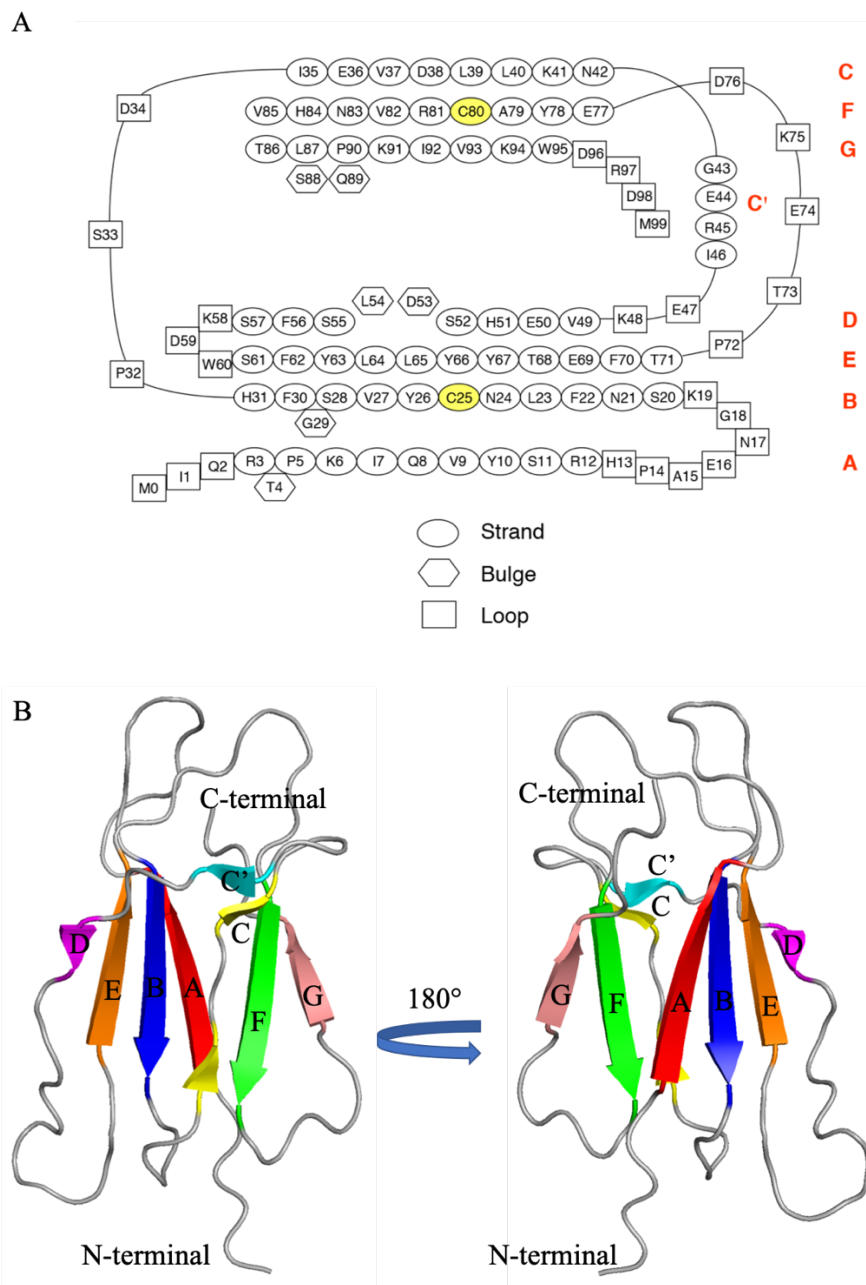 A
I35 E36 V37 D38 L39 L40 K41 N42 C
D76
D34
V85 H84 N83 V82 R81 C80 A79 Y78 E77 F
K75
T86 L87 P90 K91 I92 V93 K94 W95 G
D96
G43
R97
S88 Q89
E44 C'
D98
E74
M99
R45
S33
I46
T73
L54 D53
E47
K58 S57 F56 S55 S52 H51 E50 V49 K48 D
D59
P72
W60 S61 F62 Y63 L64 L65 Y66 Y67 T68 E69 F70 T71 E
P32
H31 F30 S28 V27 Y26 C25 N24 L23 F22 N21 S20 K19 B
G29
G18
N17
R3 P5 K6 I7 Q8 V9 Y10 S11 R12 H13 A
E16
P14
Q2
A15
I1
T4
M0
Strand
Bulge
Loop
B
C-terminal
C'
C
D
E
B
A
F
G
N-terminal
180°
C-terminal
C'
C
D
G
F
A
B
E
N-terminal